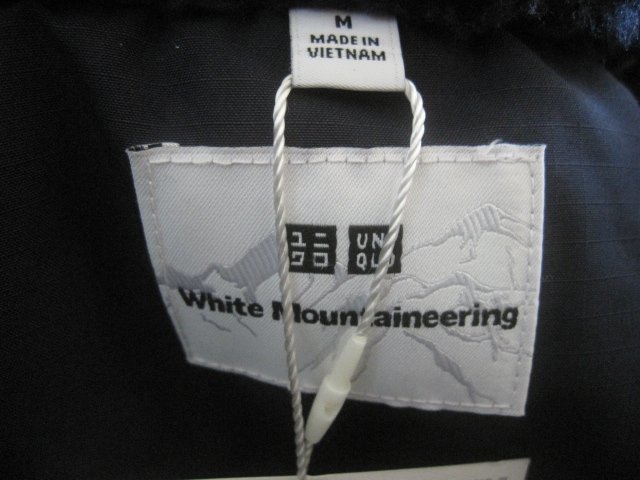 M
MADE IN
VIETNAM
ユニ UNI
クロ QLO
White Mountaineering